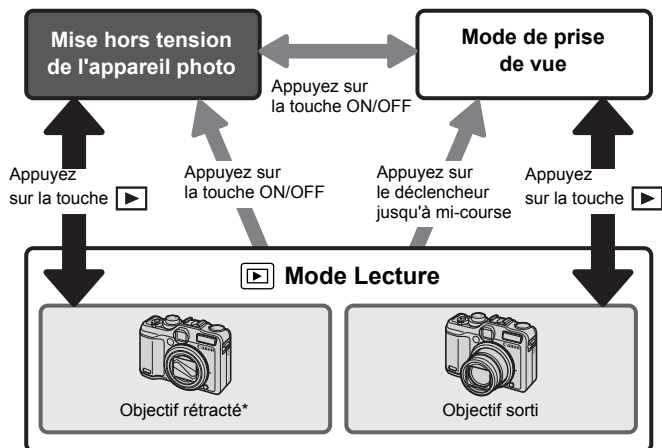 Mise hors tension
de l'appareil photo
Mode de prise
de vue
Appuyez sur
la touche ON/OFF
Appuyez
sur la touche
Appuyez sur
la touche ON/OFF
Appuyez sur
le déclencheur
jusqu'à mi-course
Appuyez
sur la touche
Mode Lecture
Canon
Objectif rétracté*
Canon
Objectif sorti